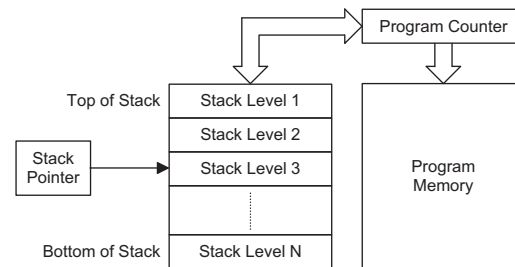 Program Counter
Top of Stack
Stack Level 1
Stack Level 2
Stack
Pointer
Stack Level 3
Program
Memory
Bottom of Stack
Stack Level N